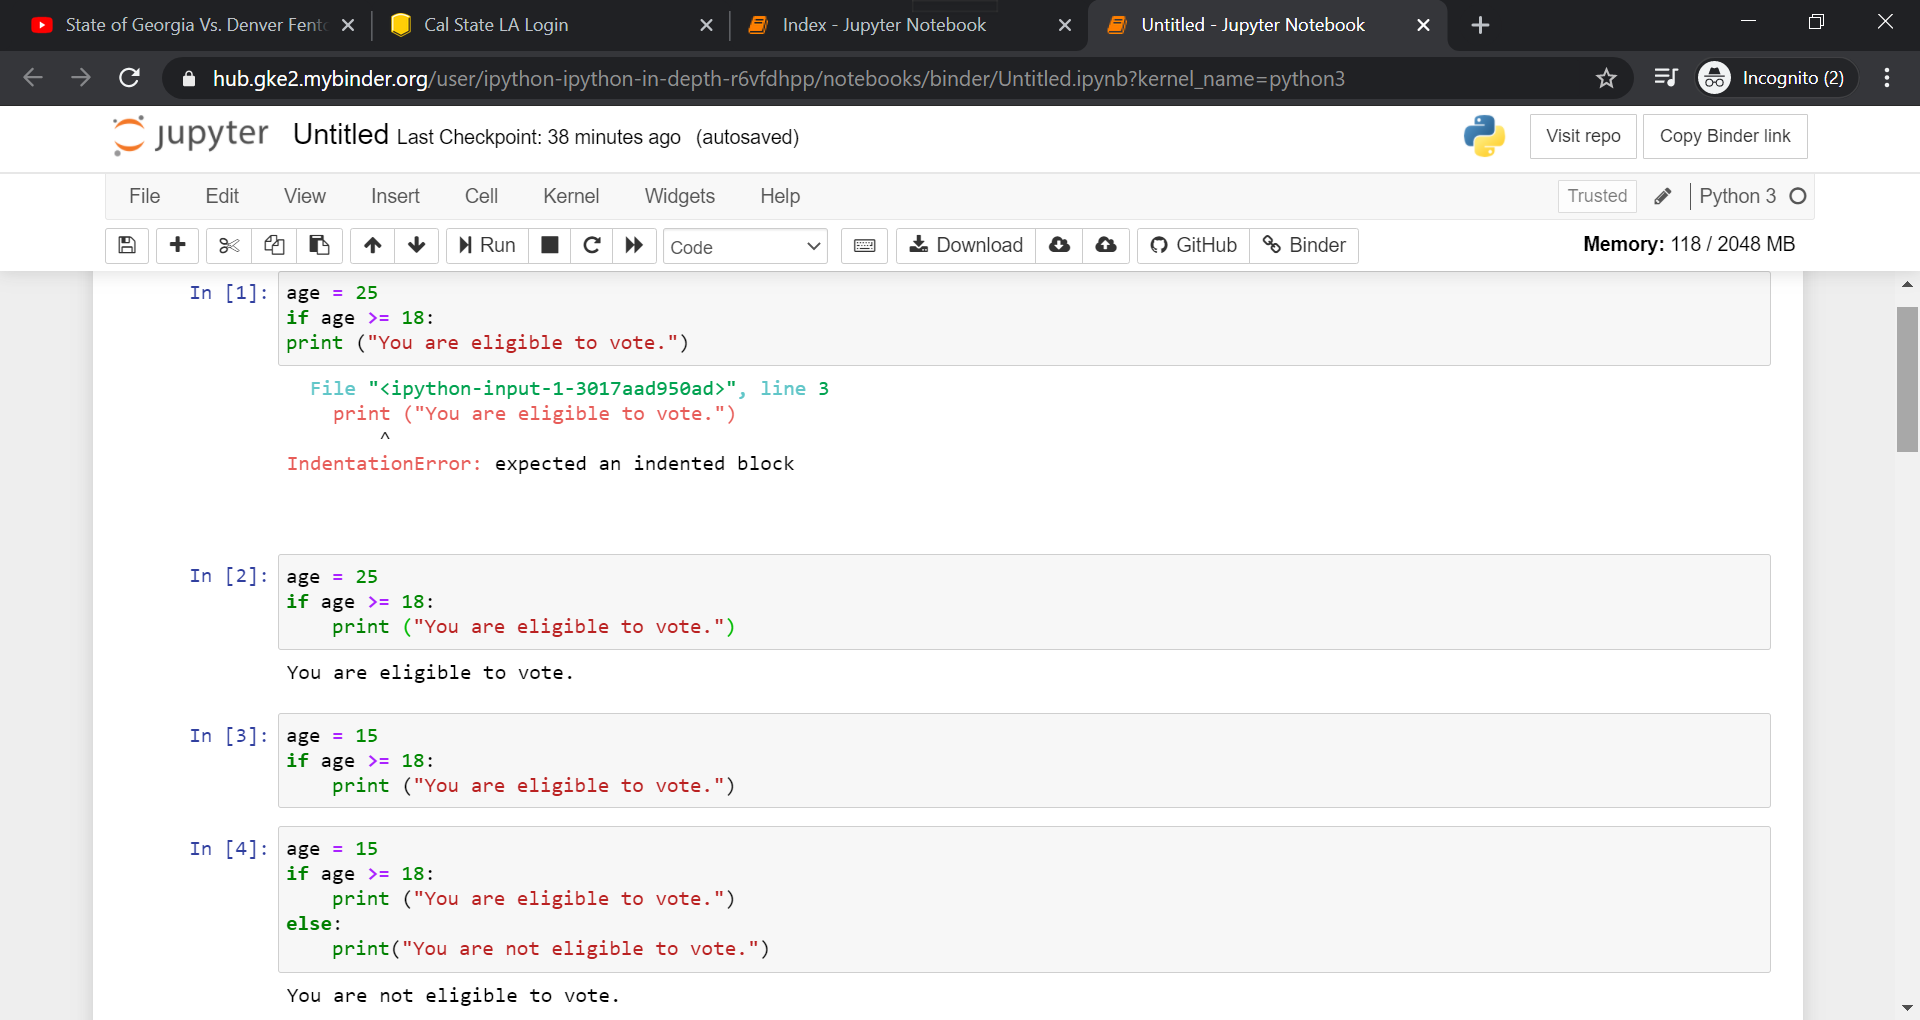 State of Georgia Vs. Denver Fent
Cal State LA Login
Index - Jupyter Notebook
Untitled - Jupyter Notebook
hub.gke2.mybinder.org/user/ipython-ipython-in-depth-r6vfdhpp/notebooks/binder/Untitled.ipynb?kernel_name=python3
Incognito (2)
jupyter Untitled Last Checkpoint: 38 minutes ago (autosaved)
Visit repo
Copy Binder link
File Edit View Insert Cell Kernel Widgets Help
Trusted
Python 3
Run
Code
Download
GitHub
Binder
Memory: 118 / 2048 MB
In [1]: age = 25
if age >= 18:
print ("You are eligible to vote.")
  File "<ipython-input-1-3017aad950ad>", line 3
    print ("You are eligible to vote.")
        ^
IndentationError: expected an indented block
In [2]: age = 25
if age >= 18:
    print ("You are eligible to vote.")
You are eligible to vote.
In [3]: age = 15
if age >= 18:
    print ("You are eligible to vote.")
In [4]: age = 15
if age >= 18:
    print ("You are eligible to vote.")
else:
    print("You are not eligible to vote.")
You are not eligible to vote.